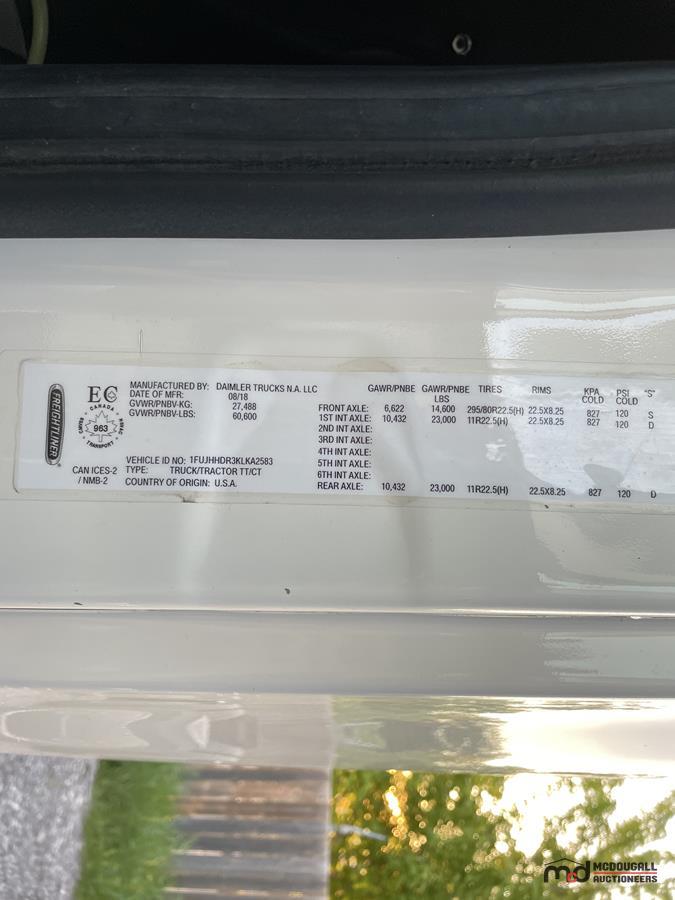 FREIGHTLINER
CAN ICES-2
/ NMB-2
EC
CANADA
963
TRANSPORT
MANUFACTURED BY: DAIMLER TRUCKS N.A. LLC
DATE OF MFR: 08/18
GVWR/PNBV-KG: 27,488
GVWR/PNBV-LBS: 60,600
VEHICLE ID NO: 1FUJHHDR3KLKA2583
TYPE: TRUCK/TRACTOR TT/CT
COUNTRY OF ORIGIN: U.S.A.
GAWR/PNBE GAWR/PNBE TIRES RIMS KPA PSI "S"
LBS COLD COLD
FRONT AXLE: 6,622 14,600 295/80R22.5(H) 22.5X8.25 827 120 S
1ST INT AXLE: 10,432 23,000 11R22.5(H) 22.5X8.25 827 120 D
2ND INT AXLE:
3RD INT AXLE:
4TH INT AXLE:
5TH INT AXLE:
6TH INT AXLE:
REAR AXLE: 10,432 23,000 11R22.5(H) 22.5X8.25 827 120 D
md MCDOUGALL
AUCTIONEERS